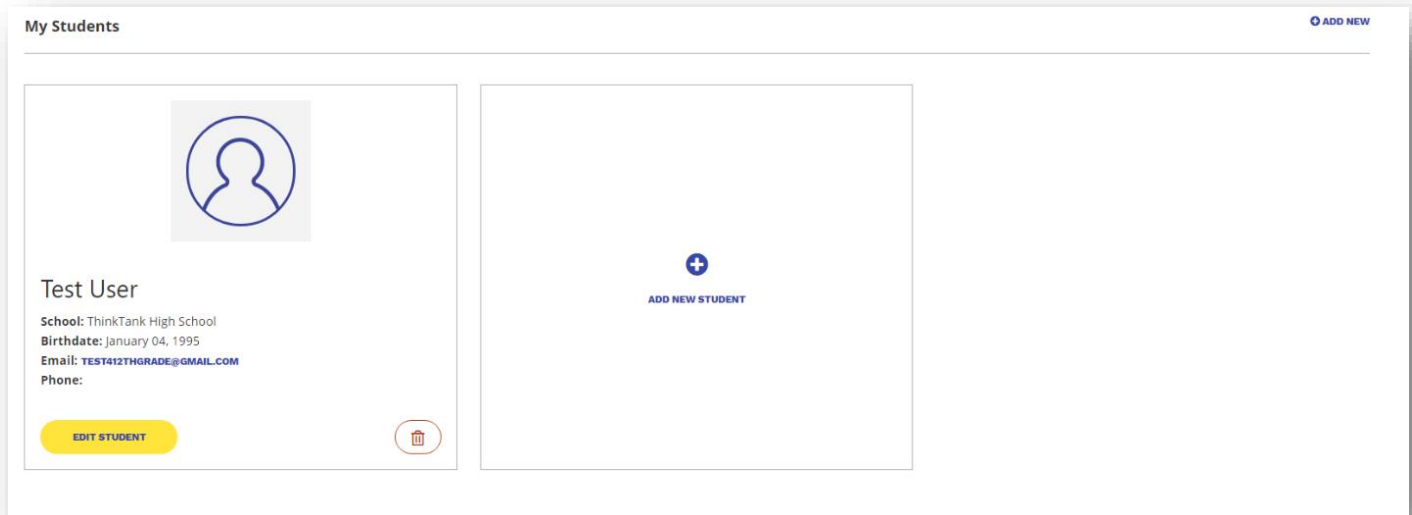 My Students
ADD NEW
Test User
School: ThinkTank High School
Birthdate: January 04, 1995
Email: TEST412THGRADE@GMAIL.COM
Phone:
EDIT STUDENT
ADD NEW STUDENT